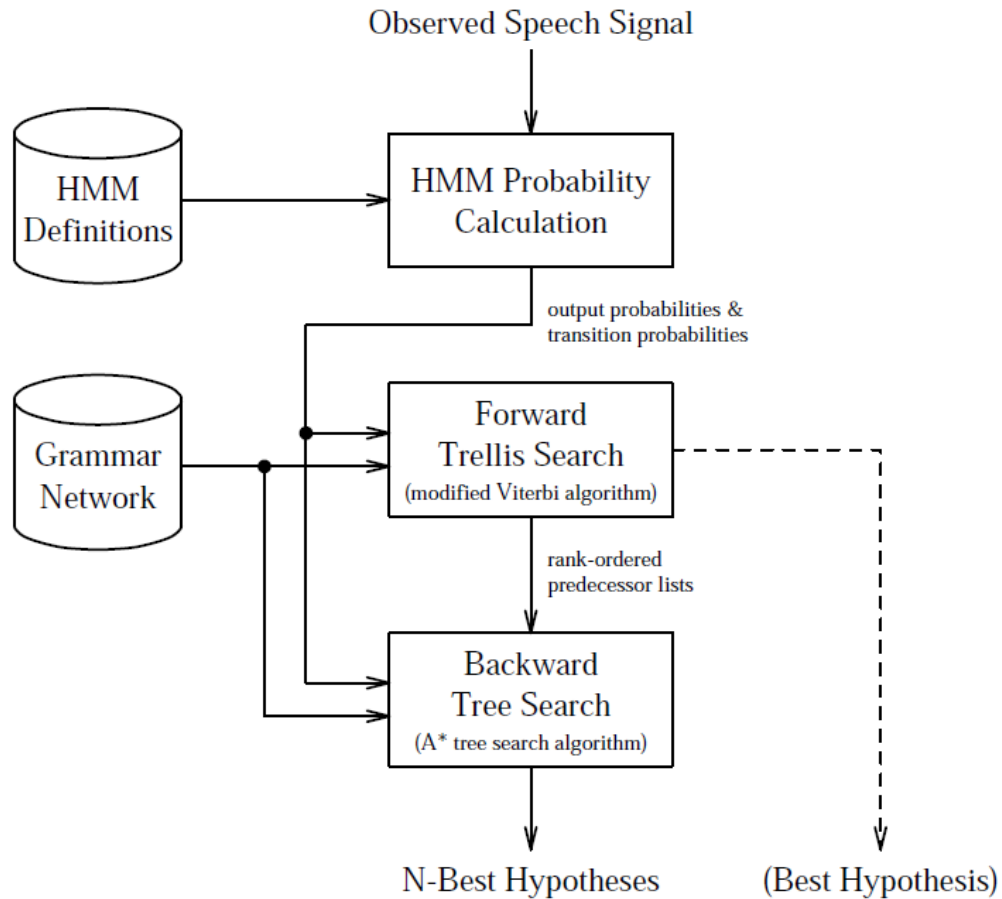 Observed Speech Signal
HMM
Definitions
HMM Probability
Calculation
output probabilities &
transition probabilities
Grammar
Network
Forward
Trellis Search
(modified Viterbi algorithm)
rank-ordered
predecessor lists
Backward
Tree Search
(A* tree search algorithm)
N-Best Hypotheses
(Best Hypothesis)